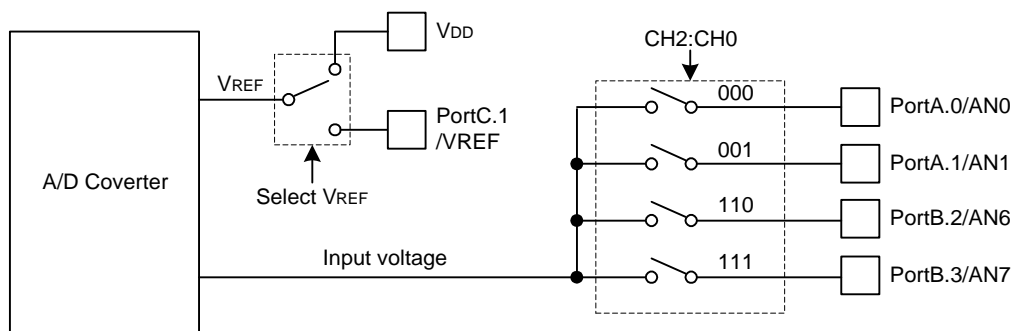 VDD
CH2:CH0
VREF
000
PortA.0/AN0
PortC.1
/VREF
001
PortA.1/AN1
A/D Coverter
Select VREF
110
PortB.2/AN6
Input voltage
111
PortB.3/AN7